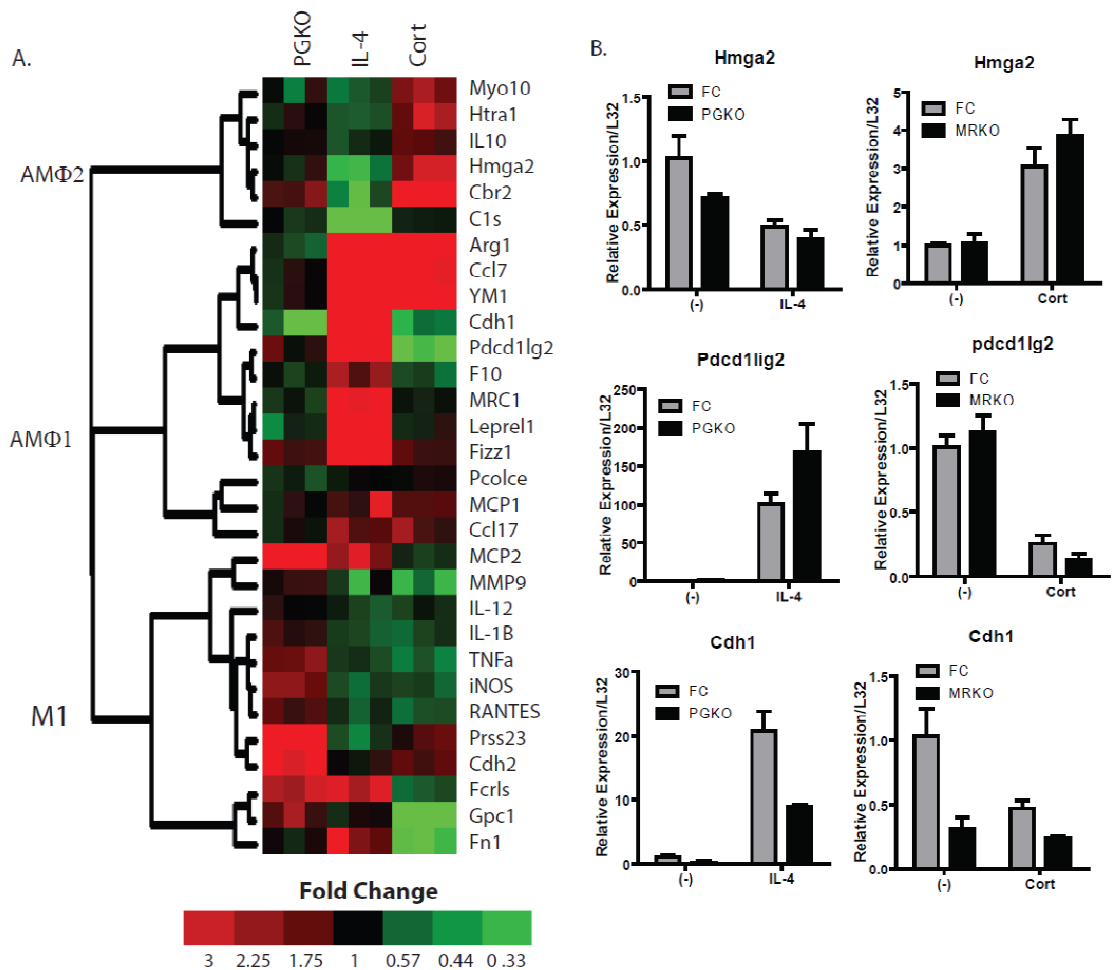 A.
PGKO IL-4 Cort
Myo10
Htra1
IL10
Hmga2
Cbr2
C1s
Arg1
Ccl7
YM1
Cdh1
Pdcd1lg2
F10
MRC1
Leprel1
Fizz1
Pcolce
MCP1
Ccl17
MCP2
MMP9
IL-12
IL-1B
TNFa
iNOS
RANTES
Prss23
Cdh2
Fcrls
Gpc1
Fn1
AMΦ2
AMΦ1
M1
Fold Change
3 2.25 1.75 1 0.57 0.44 0.33
B.
Hmga2
FC
PGKO
Relative Expression/L32
1.5
1.0
0.5
0.0
(-) IL-4
Hmga2
FC
MRKO
Relative Expression/L32
5
4
3
2
1
0
(-) Cort
Pdcd1lig2
FC
PGKO
Relative Expression/L32
250
200
150
100
50
0
(-) IL-4
pdcd1lg2
FC
MRKO
Relative Expression/L32
1.5
1.0
0.5
0.0
(-) Cort
Cdh1
FC
PGKO
Relative Expression/L32
30
20
10
0
(-) IL-4
Cdh1
FC
MRKO
Relative Expression/L32
1.5
1.0
0.5
0.0
(-) Cort